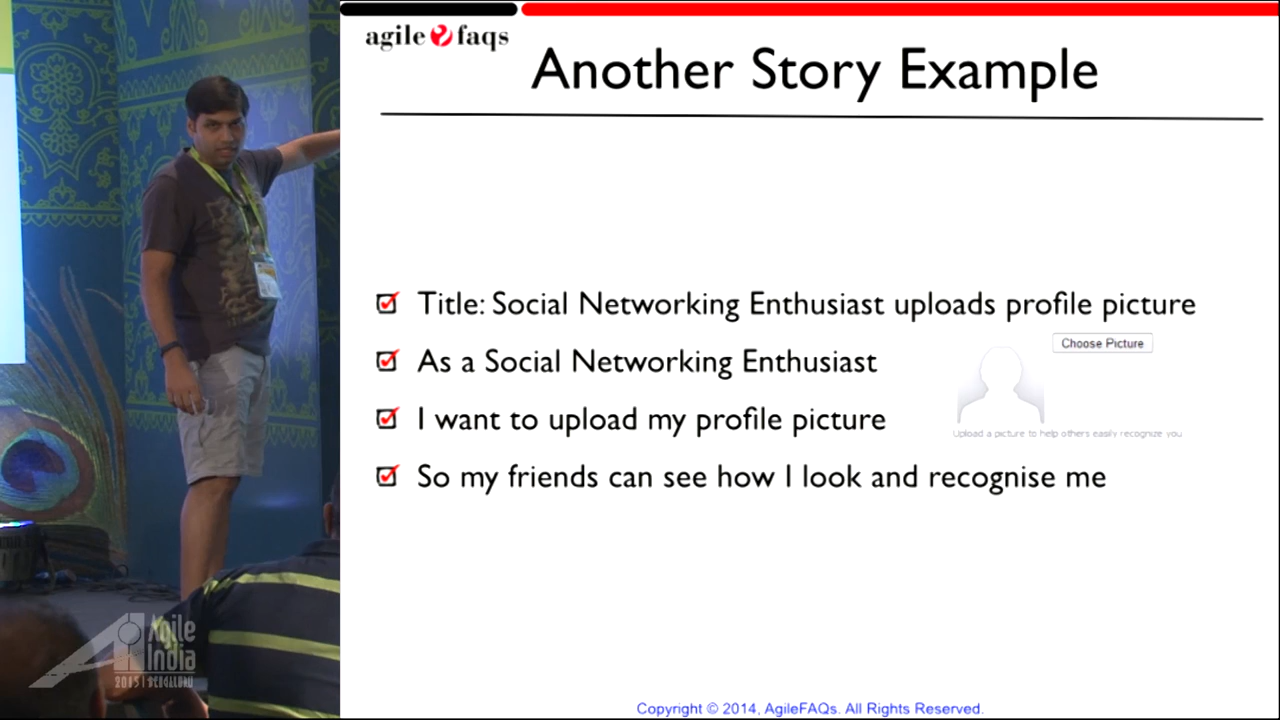 agile faqs
Another Story Example
Title: Social Networking Enthusiast uploads profile picture
Choose Picture
As a Social Networking Enthusiast
I want to upload my profile picture
Upload a picture to help others easily recognize you
So my friends can see how I look and recognise me
Agile
India
2015 | BENGALURU
Copyright © 2014, AgileFAQs. All Rights Reserved.